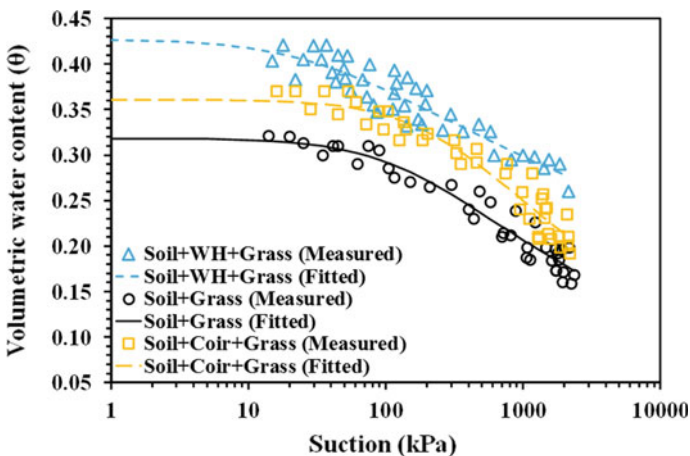 0.45
0.40
0.35
0.30
0.25
0.20
0.15
0.10
0.05
Volumetric water content (θ)
Soil+WH+Grass (Measured)
Soil+WH+Grass (Fitted)
Soil+Grass (Measured)
Soil+Grass (Fitted)
Soil+Coir+Grass (Measured)
Soil+Coir+Grass (Fitted)
1 10 100 1000 10000
Suction (kPa)